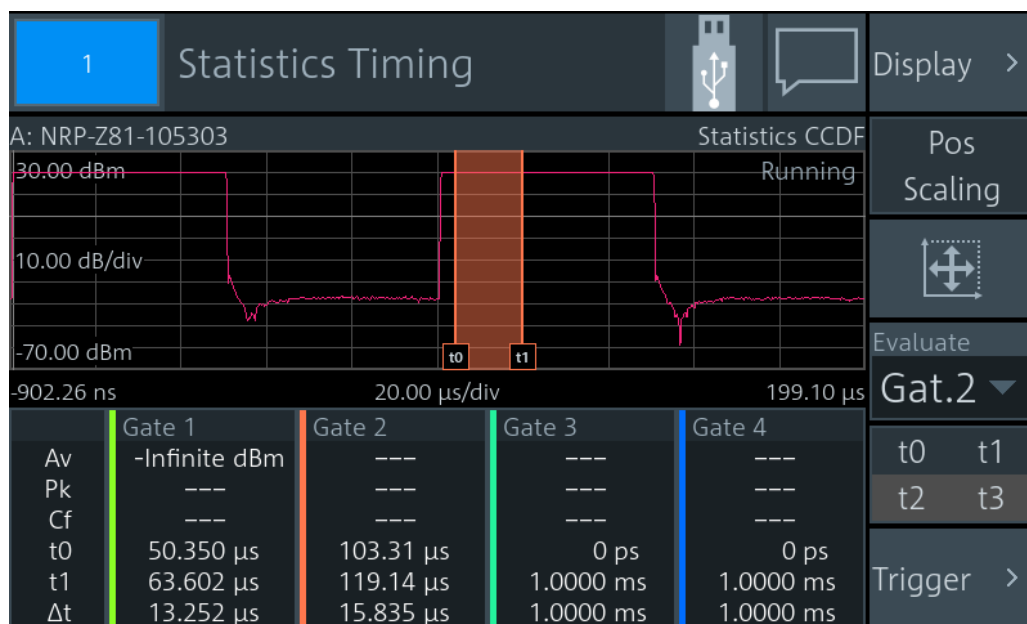 1
Statistics Timing
Display >
A: NRP-Z81-105303
Statistics CCDF
Pos
Scaling
30.00 dBm
Running
10.00 dB/div
-70.00 dBm
t0
t1
-902.26 ns
20.00 µs/div
199.10 µs
Evaluate
Gat.2
Gate 1
Gate 2
Gate 3
Gate 4
Av -Infinite dBm --- --- ---
Pk --- --- --- ---
Cf --- --- --- ---
t0 50.350 µs 103.31 µs 0 ps 0 ps
t1 63.602 µs 119.14 µs 1.0000 ms 1.0000 ms
Δt 13.252 µs 15.835 µs 1.0000 ms 1.0000 ms
t0 t1
t2 t3
Trigger >